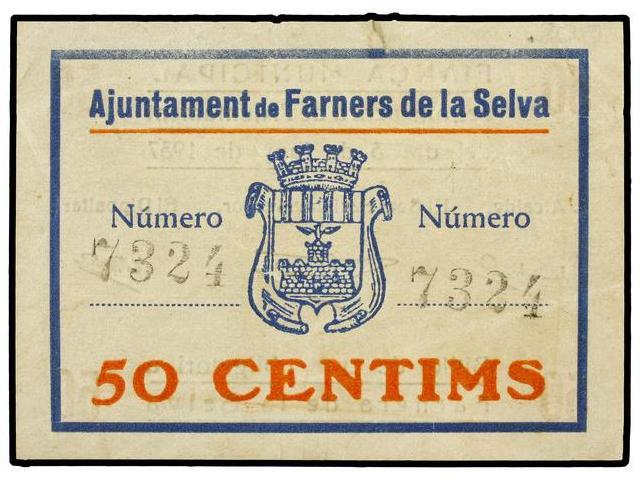 Ajuntament de Farners de la Selva
Número Número
7324 7324
50 CENTIMS